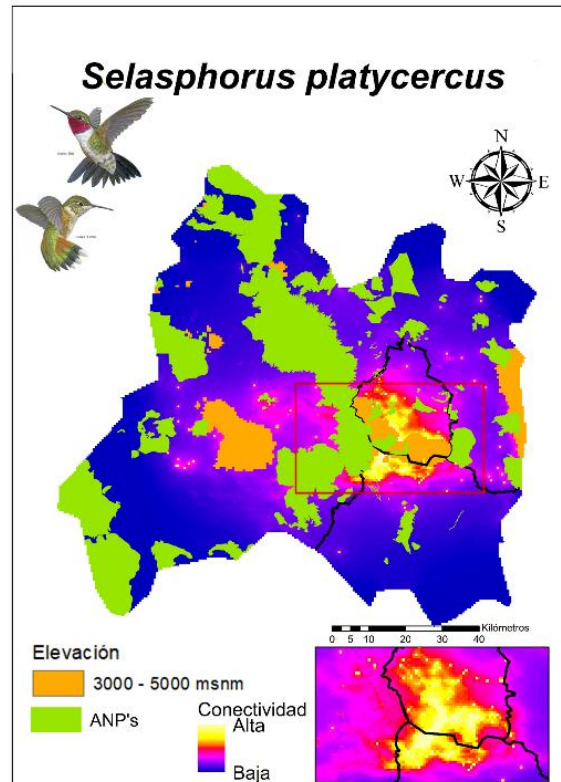 Selasphorus platycercus
N
W E
S
Kilómetros
0 5 10 20 30 40
Elevación
3000 - 5000 msnm
ANP's
Conectividad
Alta
Baja